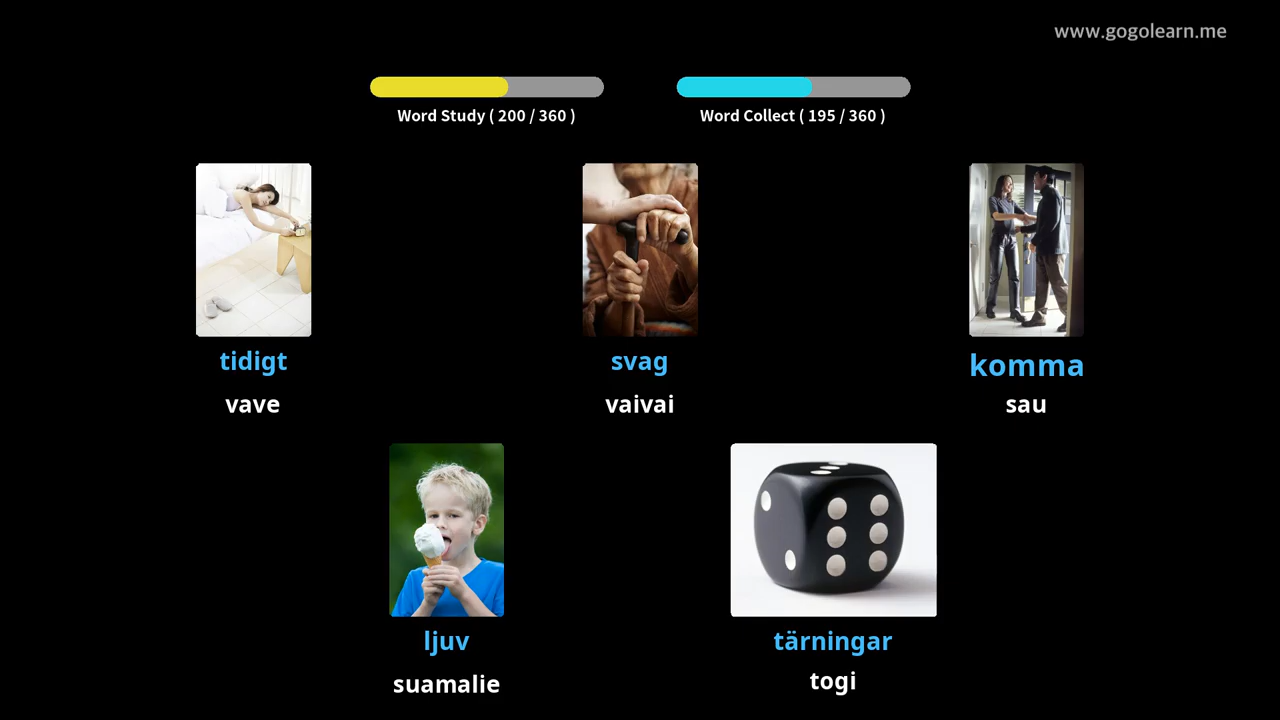 www.gogolearn.me
Word Study ( 200 / 360 )
Word Collect ( 195 / 360 )
tidigt
vave
svag
vaivai
komma
sau
ljuv
suamalie
tärningar
togi